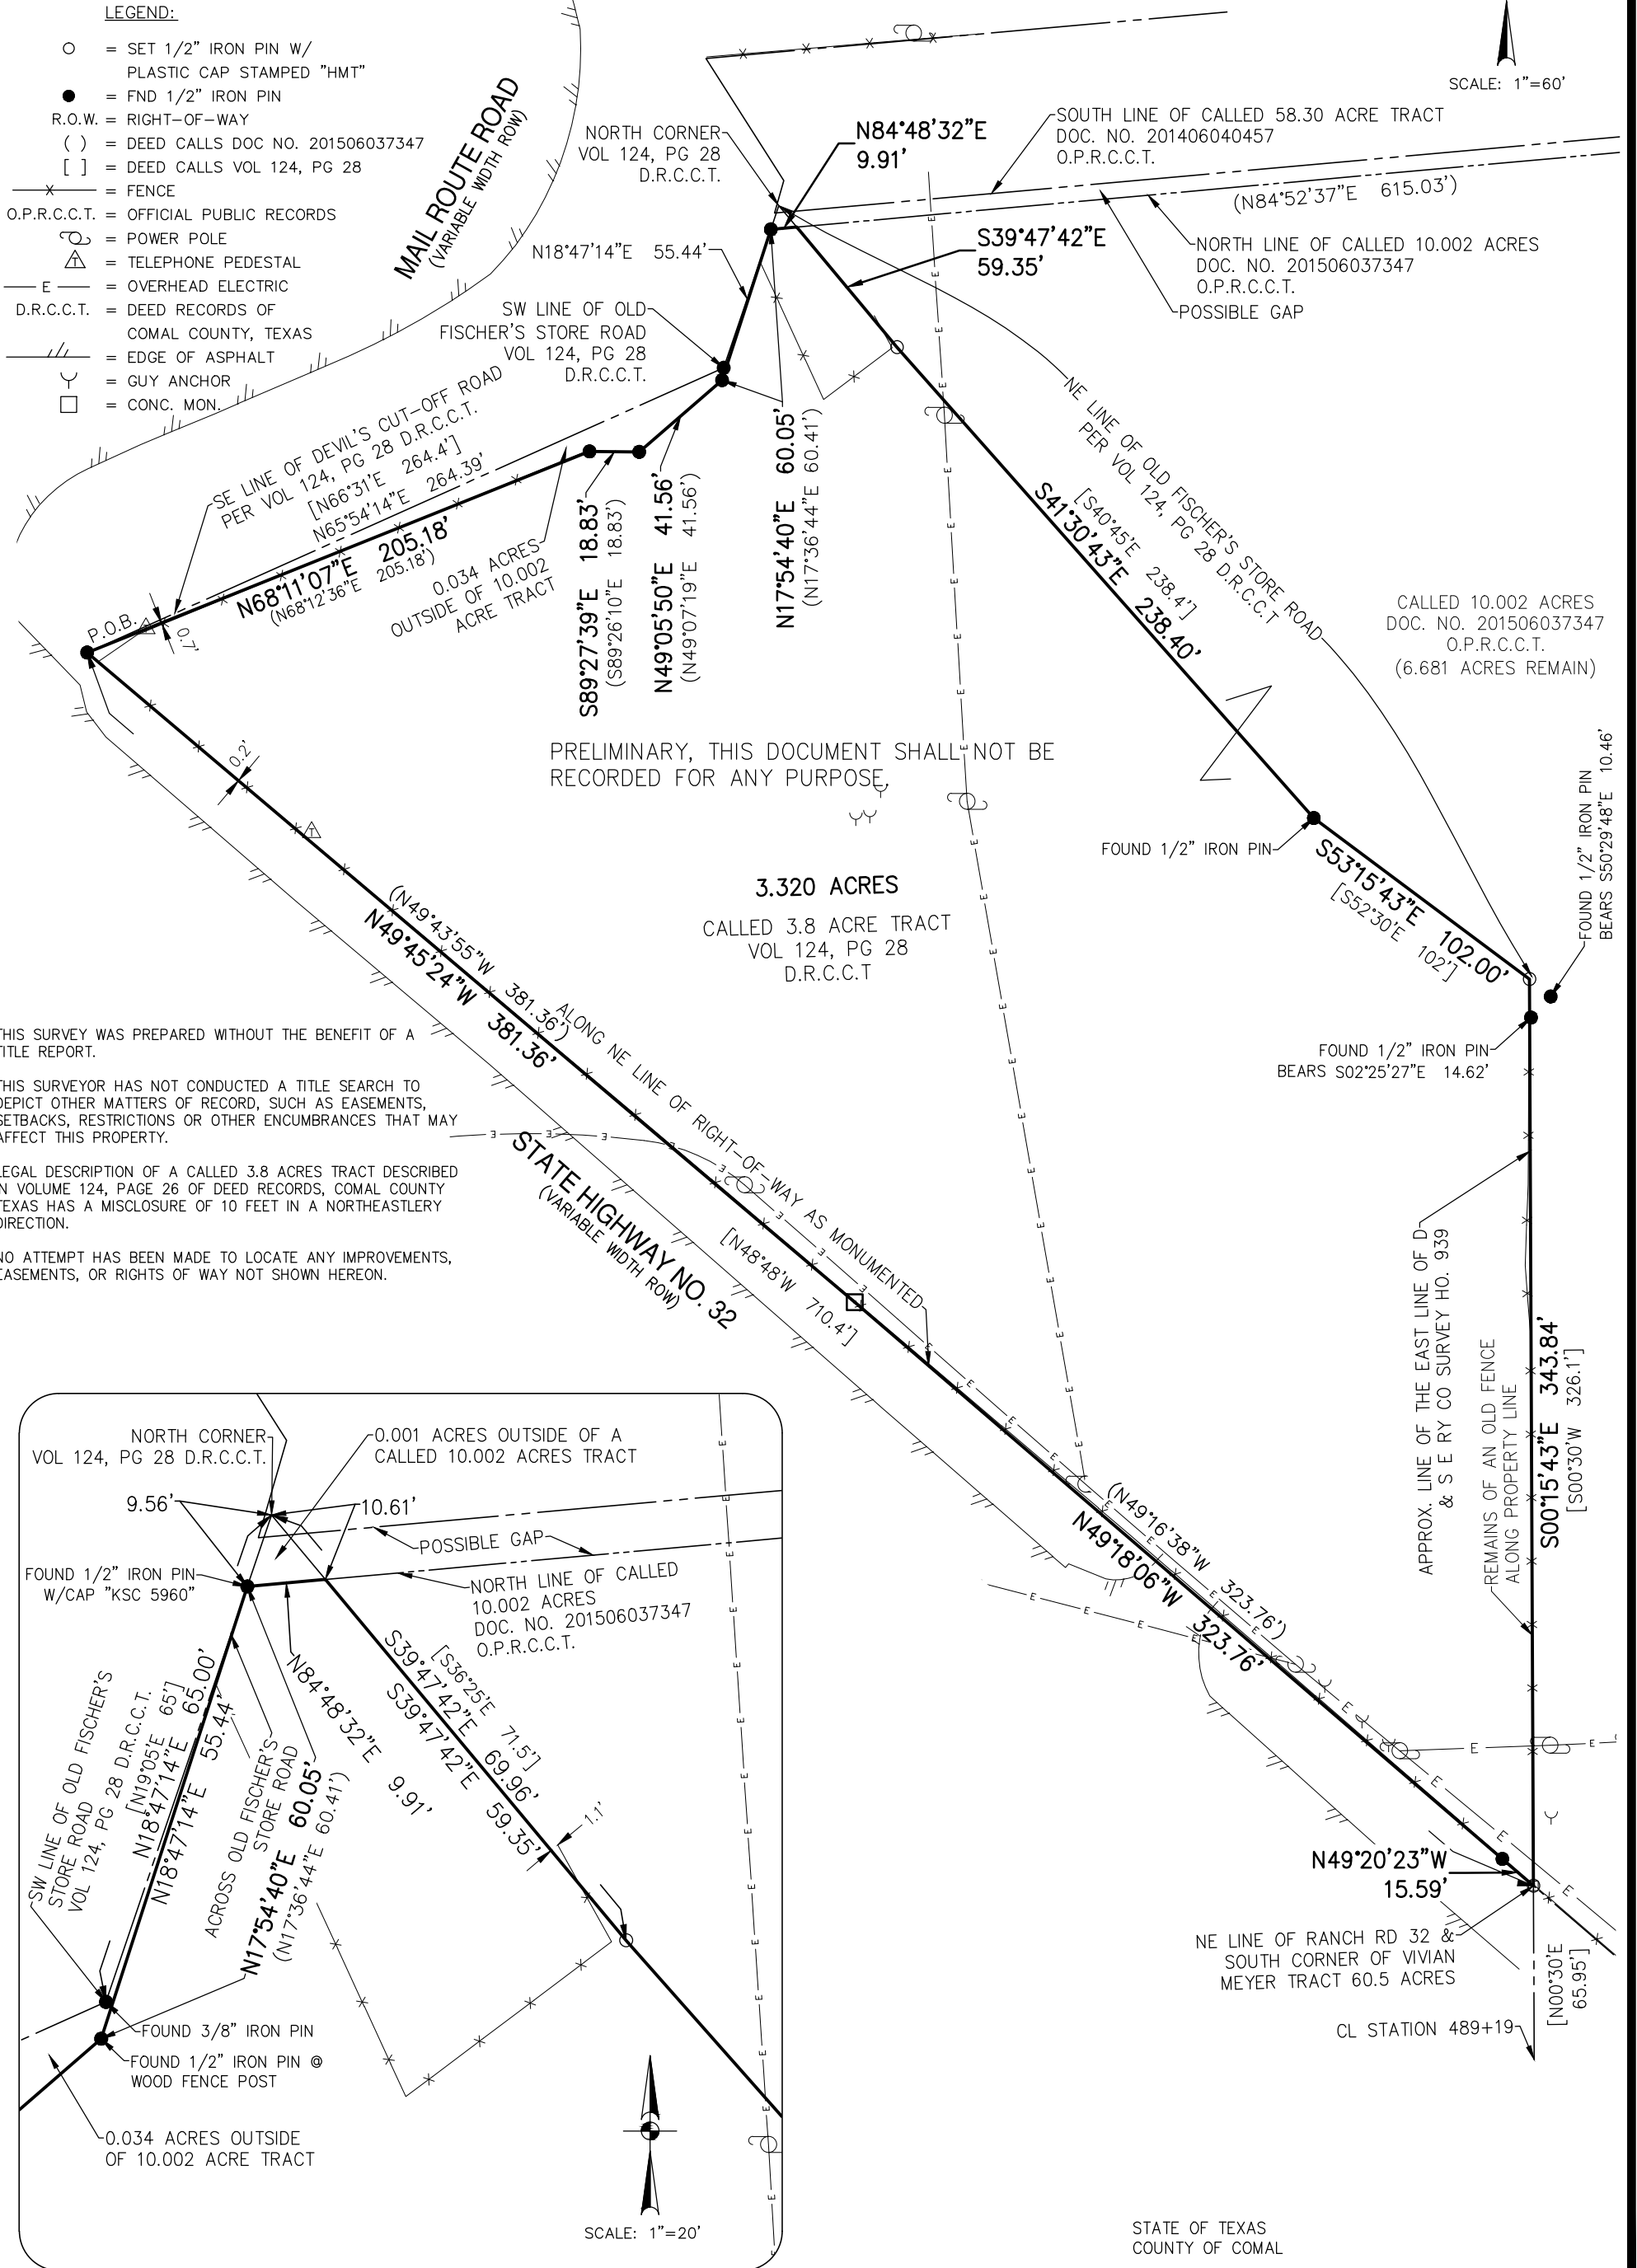 LEGEND:
= SET 1/2" IRON PIN W/
PLASTIC CAP STAMPED "HMT"
= FND 1/2" IRON PIN
R.O.W. = RIGHT-OF-WAY
( ) = DEED CALLS DOC NO. 201506037347
[ ] = DEED CALLS VOL 124, PG 28
x = FENCE
O.P.R.C.C.T. = OFFICIAL PUBLIC RECORDS
= POWER POLE
T = TELEPHONE PEDESTAL
E = OVERHEAD ELECTRIC
D.R.C.C.T. = DEED RECORDS OF
COMAL COUNTY, TEXAS
= EDGE OF ASPHALT
= GUY ANCHOR
= CONC. MON.
MAIL ROUTE ROAD
(VARIABLE WIDTH ROW)
SCALE: 1"=60'
NORTH CORNER
VOL 124, PG 28
D.R.C.C.T.
N84°48'32"E
9.91'
SOUTH LINE OF CALLED 58.30 ACRE TRACT
DOC. NO. 201406040457
O.P.R.C.C.T.
(N84°52'37"E 615.03')
S39°47'42"E
59.35'
NORTH LINE OF CALLED 10.002 ACRES
DOC. NO. 201506037347
O.P.R.C.C.T.
POSSIBLE GAP
N18°47'14"E 55.44'
SW LINE OF OLD
FISCHER'S STORE ROAD
VOL 124, PG 28
D.R.C.C.T.
SE LINE OF DEVIL'S CUT-OFF ROAD
PER VOL 124, PG 28 D.R.C.C.T.
[N66°31'E 264.4']
N65°54'14"E 264.39'
N68°11'07"E 205.18'
(N68°12'36"E 205.18')
P.O.B.
0.7'
0.034 ACRES
OUTSIDE OF 10.002
ACRE TRACT
S89°27'39"E 18.83'
(S89°26'10"E 18.83')
N49°05'50"E 41.56'
(N49°07'19"E 41.56')
N17°54'40"E 60.05'
(N17°36'44"E 60.41')
NE LINE OF OLD FISCHER'S STORE ROAD
PER VOL 124, PG 28 D.R.C.C.T
[S40°45'E 238.4']
S41°30'43"E 238.40'
CALLED 10.002 ACRES
DOC. NO. 201506037347
O.P.R.C.C.T.
(6.681 ACRES REMAIN)
0.2'
PRELIMINARY, THIS DOCUMENT SHALL NOT BE
RECORDED FOR ANY PURPOSE.
FOUND 1/2" IRON PIN
S53°15'43"E 102.00'
[S52°30'E 102']
FOUND 1/2" IRON PIN
BEARS S50°29'48"E 10.46'
3.320 ACRES
CALLED 3.8 ACRE TRACT
VOL 124, PG 28
D.R.C.C.T
FOUND 1/2" IRON PIN
BEARS S02°25'27"E 14.62'
(N49°43'55"W 381.36')
N49°45'24"W 381.36'
ALONG NE LINE OF RIGHT-OF-WAY AS MONUMENTED
THIS SURVEY WAS PREPARED WITHOUT THE BENEFIT OF A
TITLE REPORT.
THIS SURVEYOR HAS NOT CONDUCTED A TITLE SEARCH TO
DEPICT OTHER MATTERS OF RECORD, SUCH AS EASEMENTS,
SETBACKS, RESTRICTIONS OR OTHER ENCUMBRANCES THAT MAY
AFFECT THIS PROPERTY.
LEGAL DESCRIPTION OF A CALLED 3.8 ACRES TRACT DESCRIBED
IN VOLUME 124, PAGE 26 OF DEED RECORDS, COMAL COUNTY
TEXAS HAS A MISCLOSURE OF 10 FEET IN A NORTHEASTLERY
DIRECTION.
NO ATTEMPT HAS BEEN MADE TO LOCATE ANY IMPROVEMENTS,
EASEMENTS, OR RIGHTS OF WAY NOT SHOWN HEREON.
STATE HIGHWAY NO. 32
(VARIABLE WIDTH ROW)
[N48°48'W 710.4']
APPROX. LINE OF THE EAST LINE OF D
& S E RY CO SURVEY HO. 939
REMAINS OF AN OLD FENCE
ALONG PROPERTY LINE
S00°15'43"E 343.84'
[S00°30'W 326.1']
(N49°16'38"W 323.76')
N49°18'06"W 323.76'
N49°20'23"W
15.59'
NE LINE OF RANCH RD 32 &
SOUTH CORNER OF VIVIAN
MEYER TRACT 60.5 ACRES
[N00°30'E
65.95']
CL STATION 489+19
NORTH CORNER
VOL 124, PG 28 D.R.C.C.T.
0.001 ACRES OUTSIDE OF A
CALLED 10.002 ACRES TRACT
9.56'
10.61'
POSSIBLE GAP
FOUND 1/2" IRON PIN
W/CAP "KSC 5960"
NORTH LINE OF CALLED
10.002 ACRES
DOC. NO. 201506037347
O.P.R.C.C.T.
SW LINE OF OLD FISCHER'S
STORE ROAD
VOL 124, PG 28 D.R.C.C.T.
[N19°05'E 65']
N18°47'14"E 65.00'
N18°47'14"E 55.44'
ACROSS OLD FISCHER'S
STORE ROAD
N17°54'40"E 60.05'
(N17°36'44"E 60.41')
N84°48'32"E 9.91'
[S36°25'E 71.5']
S39°47'42"E 69.96'
S39°47'42"E 59.35'
1.1'
FOUND 3/8" IRON PIN
FOUND 1/2" IRON PIN @
WOOD FENCE POST
0.034 ACRES OUTSIDE
OF 10.002 ACRE TRACT
SCALE: 1"=20'
STATE OF TEXAS
COUNTY OF COMAL